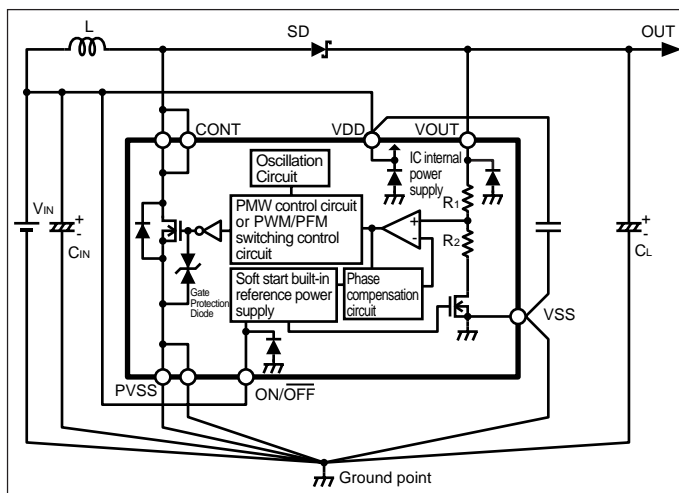 L
SD
OUT
CONT
VDD
VOUT
Oscillation
Circuit
IC internal
power
supply
R1
VIN
+
-
CIN
PMW control circuit
or PWM/PFM
switching control
circuit
+
-
R2
+
-
CL
Gate
Protection
Diode
Soft start built-in
reference power
supply
Phase
compensation
circuit
VSS
PVSS
ON/OFF
Ground point